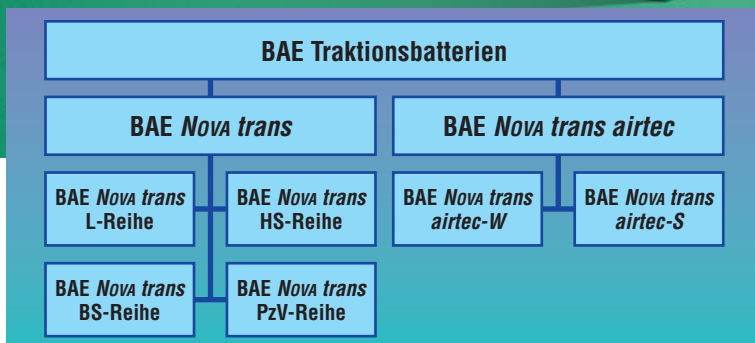 BAE Traktionsbatterien
BAE NOVA trans
BAE NOVA trans airtec
BAE NOVA trans
L-Reihe
BAE NOVA trans
HS-Reihe
BAE NOVA trans
airtec-W
BAE NOVA trans
airtec-S
BAE NOVA trans
BS-Reihe
BAE NOVA trans
PzV-Reihe